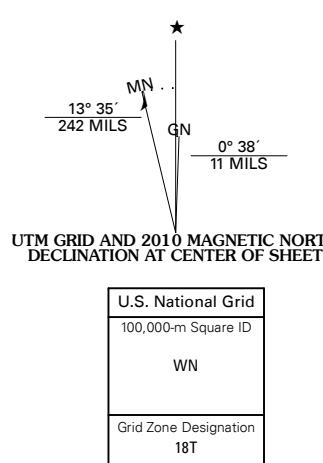 ★
MN
13° 35´
242 MILS
GN
0° 38´
11 MILS
UTM GRID AND 2010 MAGNETIC NORT
DECLINATION AT CENTER OF SHEET
U.S. National Grid
100,000-m Square ID
WN
Grid Zone Designation
18T